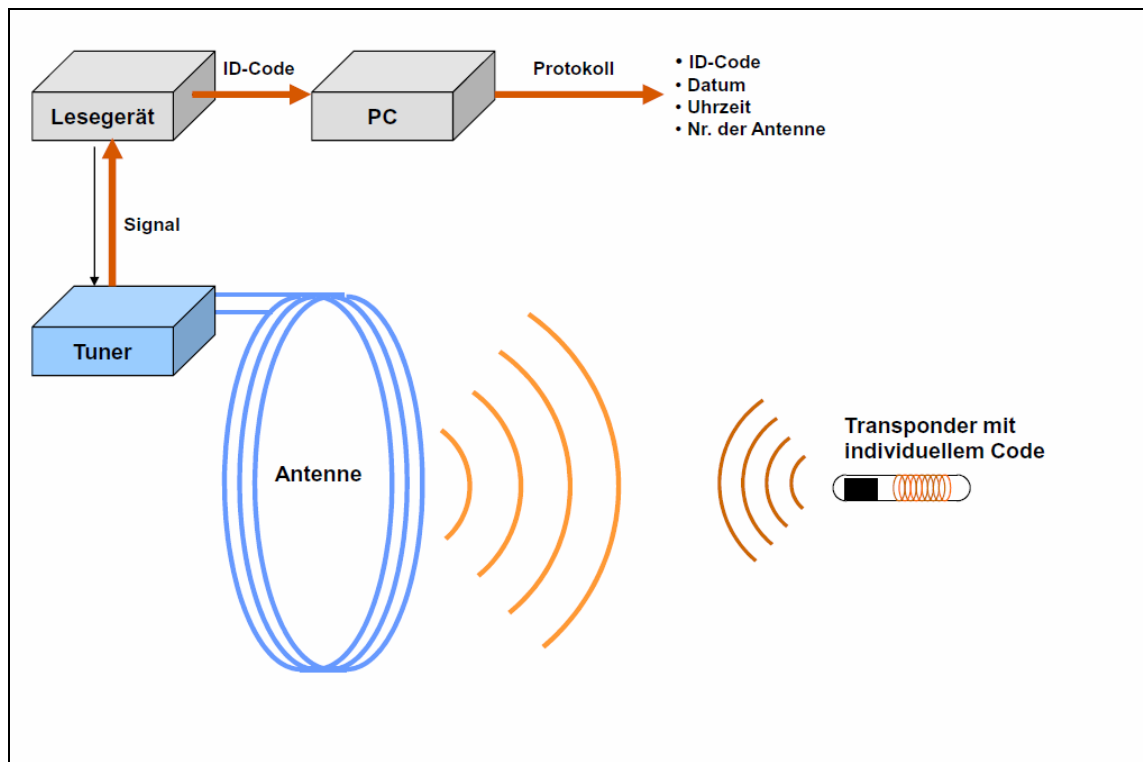 ID-Code
Protokoll
• ID-Code
• Datum
• Uhrzeit
• Nr. der Antenne
Lesegerät
PC
Signal
Tuner
Antenne
Transponder mit
individuellem Code